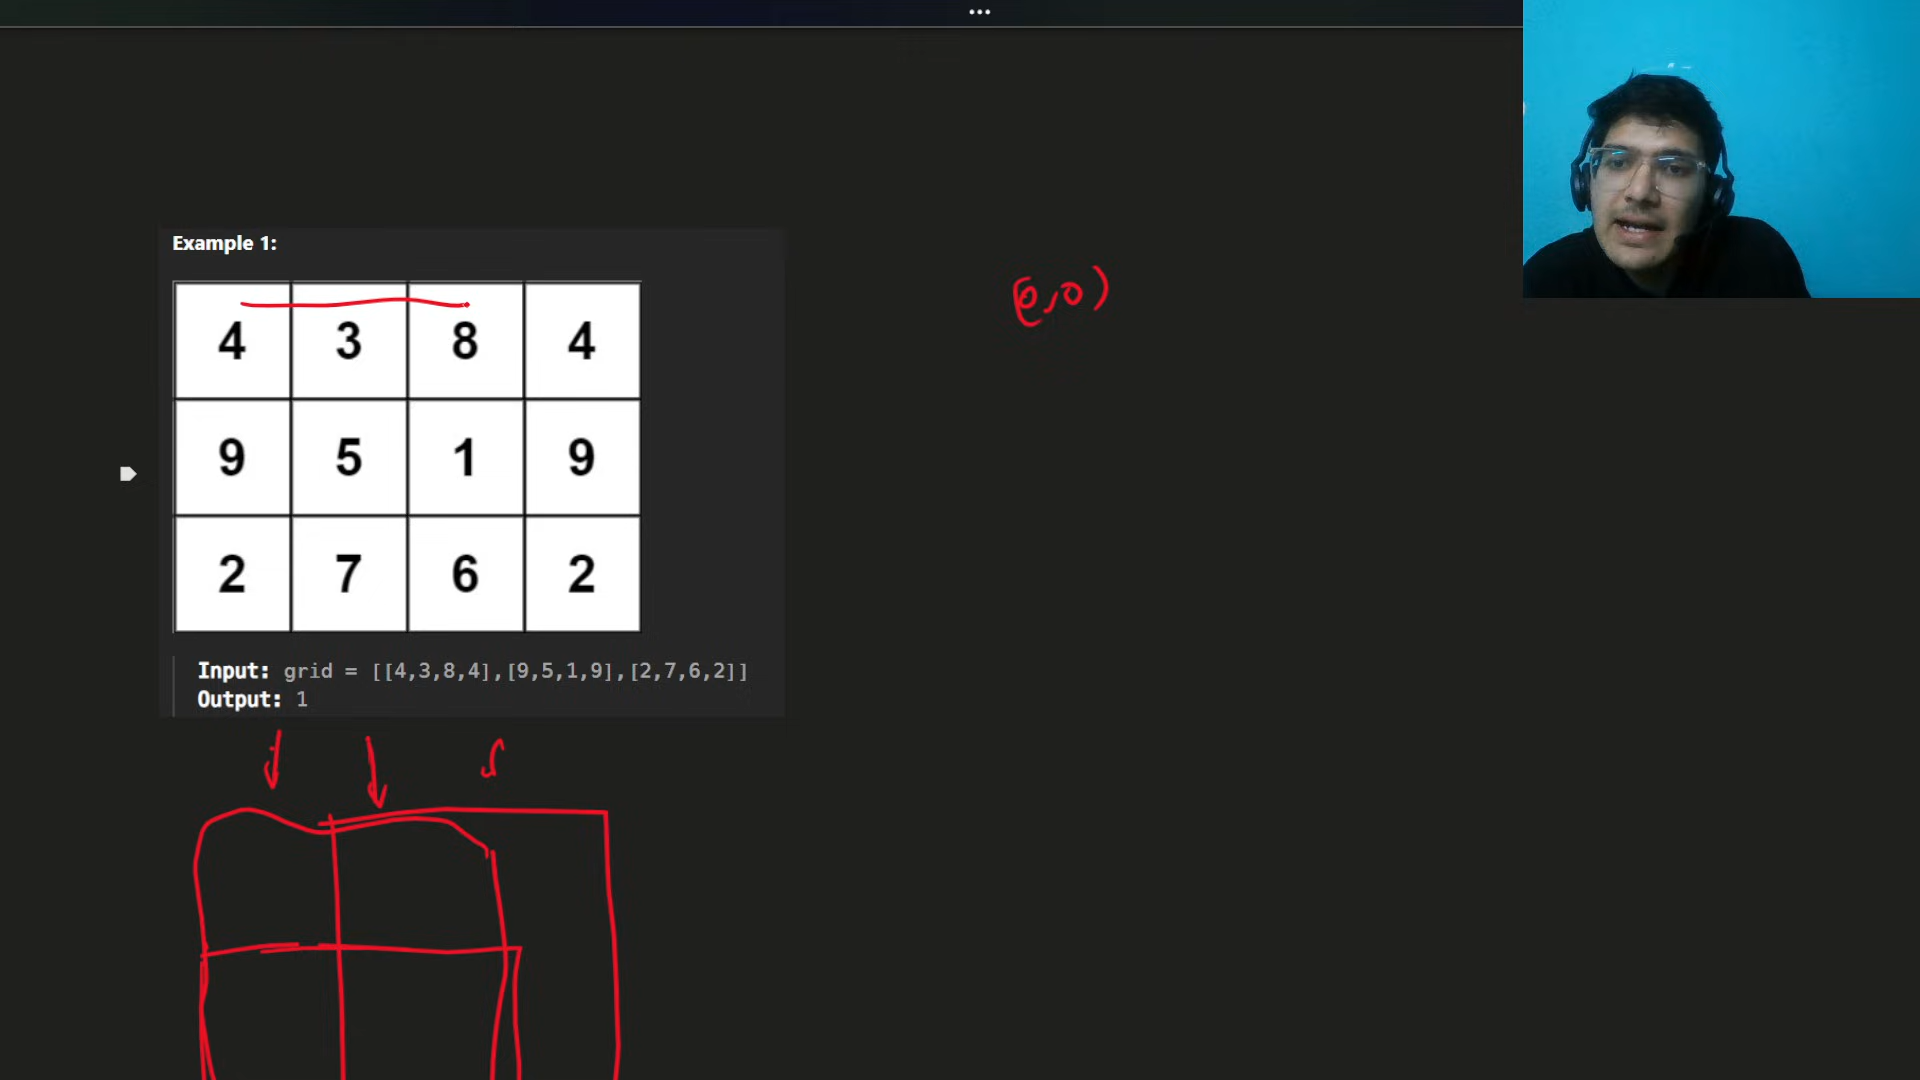 ...
Example 1:
4 3 8 4
9 5 1 9
2 7 6 2
Input: grid = [[4,3,8,4],[9,5,1,9],[2,7,6,2]]
Output: 1
(0,0)